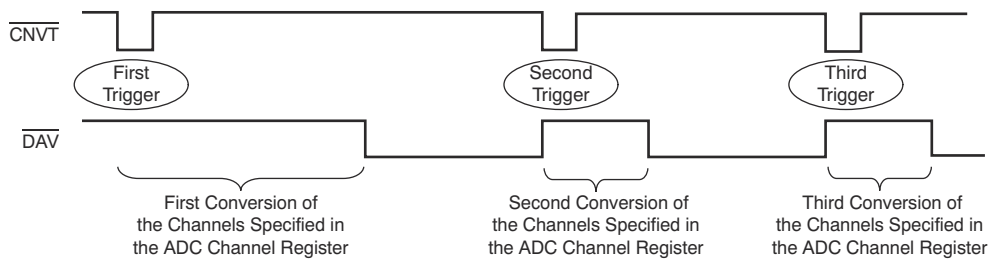 CNVT
First
Trigger
Second
Trigger
Third
Trigger
DAV
First Conversion of
the Channels Specified in
the ADC Channel Register
Second Conversion of
the Channels Specified in
the ADC Channel Register
Third Conversion of
the Channels Specified in
the ADC Channel Register